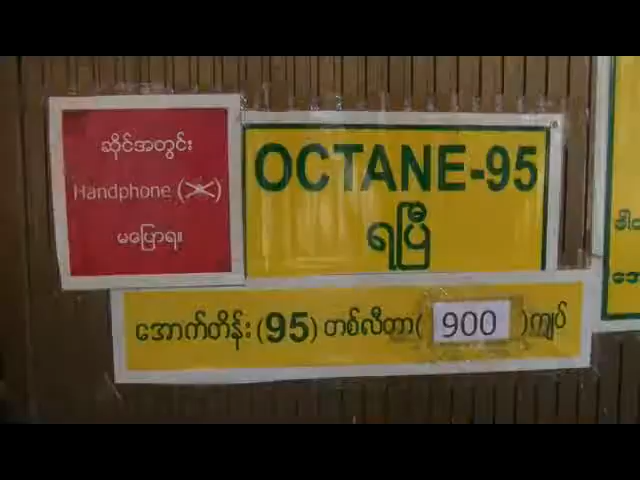 ဆိုင်အတွင်း
Handphone (X)
မပြောရ။
OCTANE-95
ရပြီ
အောက်တိန်း (95) တစ်လီတာ( 900 )ကျပ်